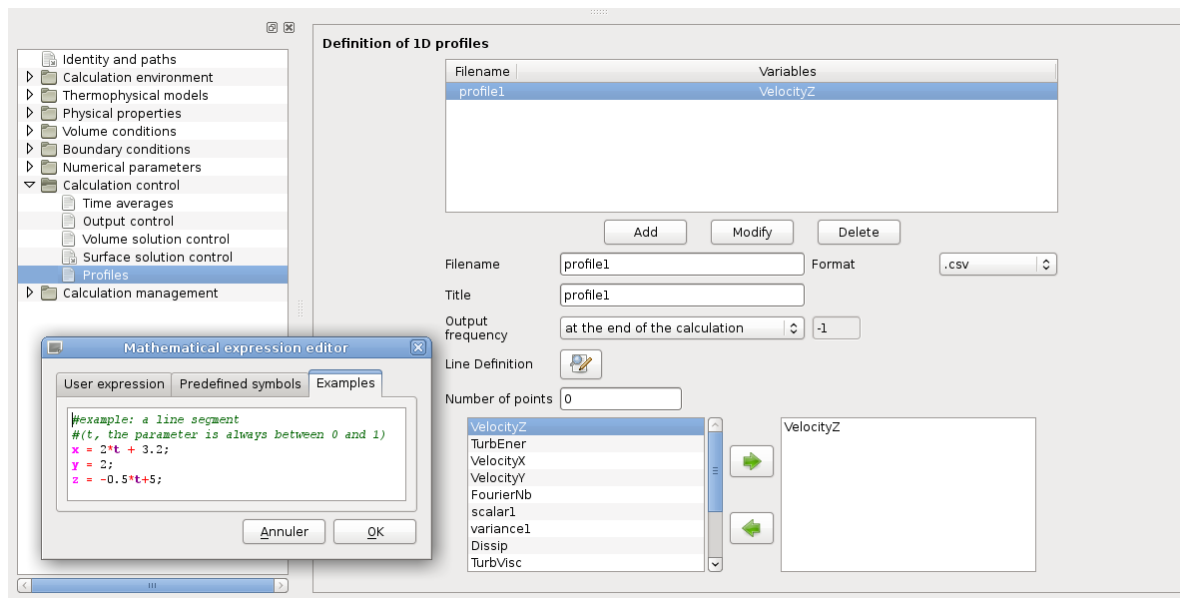 Identity and paths
Calculation environment
Thermophysical models
Physical properties
Volume conditions
Boundary conditions
Numerical parameters
Calculation control
Time averages
Output control
Volume solution control
Surface solution control
Profiles
Calculation management
Definition of 1D profiles
Filename Variables
profile1 VelocityZ
Add Modify Delete
Filename profile1 Format .csv
Title profile1
Output
frequency at the end of the calculation -1
Line Definition
Number of points 0
VelocityZ
TurbEner
VelocityX
VelocityY
FourierNb
scalar1
variance1
Dissip
TurbVisc
VelocityZ
Mathematical expression editor
User expression Predefined symbols Examples
#example: a line segment
#(t, the parameter is always between 0 and 1)
x = 2*t + 3.2;
y = 2;
z = -0.5*t+5;
Annuler OK